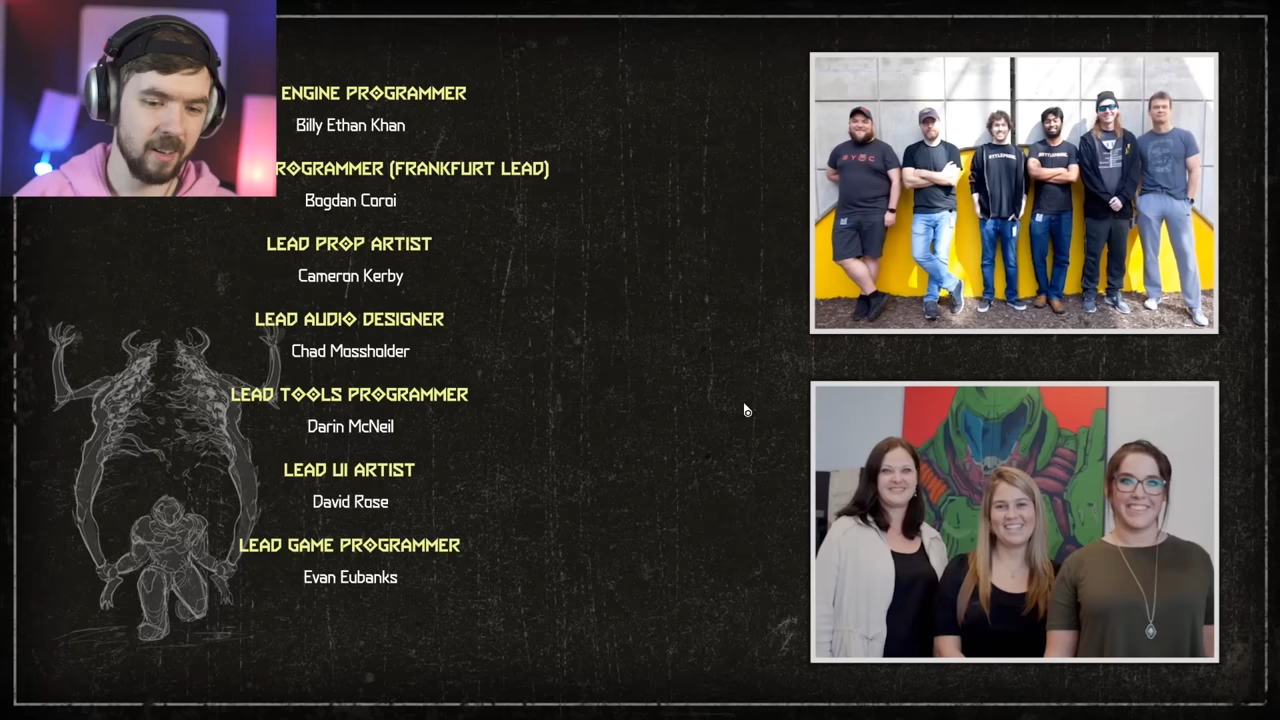 ENGINE PROGRAMMER
Billy Ethan Khan
ROGRAMMER (FRANKFURT LEAD)
Bogdan Coroi
LEAD PROP ARTIST
Cameron Kerby
LEAD AUDIO DESIGNER
Chad Mossholder
LEAD TOOLS PROGRAMMER
Darin McNeil
LEAD UI ARTIST
David Rose
LEAD GAME PROGRAMMER
Evan Eubanks